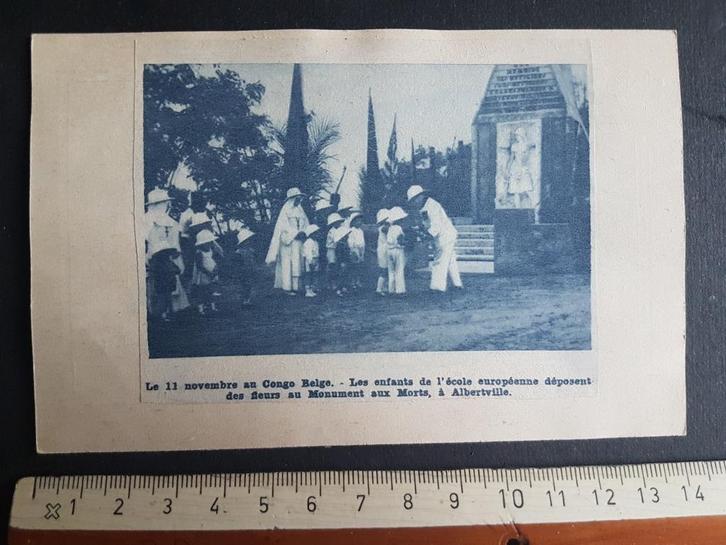 Le 11 novembre au Congo Belge. - Les enfants de l'école européenne déposent
des fleurs au Monument aux Morts, à Albertville.
1 2 3 4 5 6 7 8 9 10 11 12 13 14